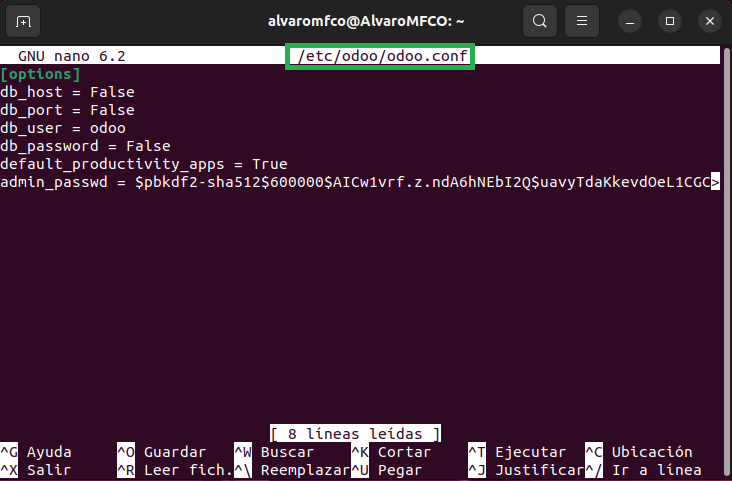 alvaromfco@AlvaroMFCO: ~
GNU nano 6.2 /etc/odoo/odoo.conf
[options]
db_host = False
db_port = False
db_user = odoo
db_password = False
default_productivity_apps = True
admin_passwd = $pbkdf2-sha512$600000$AICw1vrf.z.ndA6hNEbI2Q$uavyTdaKkevdOeL1CGC>
[ 8 líneas leídas ]
^G Ayuda ^O Guardar ^W Buscar ^K Cortar ^T Ejecutar ^C Ubicación
^X Salir ^R Leer fich. ^\ Reemplazar ^U Pegar ^J Justificar ^/ Ir a línea